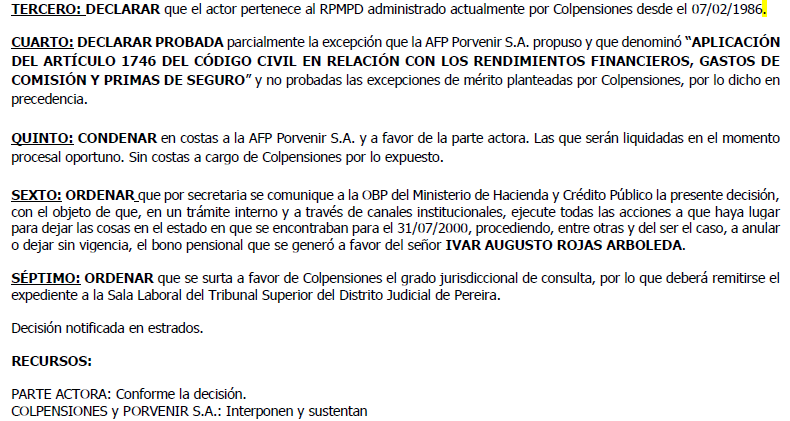 TERCERO: DECLARAR que el actor pertenece al RPMPD administrado actualmente por Colpensiones desde el 07/02/1986.
CUARTO: DECLARAR PROBADA parcialmente la excepción que la AFP Porvenir S.A. propuso y que denominó “APLICACIÓN
DEL ARTÍCULO 1746 DEL CÓDIGO CIVIL EN RELACIÓN CON LOS RENDIMIENTOS FINANCIEROS, GASTOS DE
COMISIÓN Y PRIMAS DE SEGURO” y no probadas las excepciones de mérito planteadas por Colpensiones, por lo dicho en
precedencia.
QUINTO: CONDENAR en costas a la AFP Porvenir S.A. y a favor de la parte actora. Las que serán liquidadas en el momento
procesal oportuno. Sin costas a cargo de Colpensiones por lo expuesto.
SEXTO: ORDENAR que por secretaria se comunique a la OBP del Ministerio de Hacienda y Crédito Público la presente decisión,
con el objeto de que, en un trámite interno y a través de canales institucionales, ejecute todas las acciones a que haya lugar
para dejar las cosas en el estado en que se encontraban para el 31/07/2000, procediendo, entre otras y del ser el caso, a anular
o dejar sin vigencia, el bono pensional que se generó a favor del señor IVAR AUGUSTO ROJAS ARBOLEDA.
SÉPTIMO: ORDENAR que se surta a favor de Colpensiones el grado jurisdiccional de consulta, por lo que deberá remitirse el
expediente a la Sala Laboral del Tribunal Superior del Distrito Judicial de Pereira.
Decisión notificada en estrados.
RECURSOS:
PARTE ACTORA: Conforme la decisión.
COLPENSIONES y PORVENIR S.A.: Interponen y sustentan